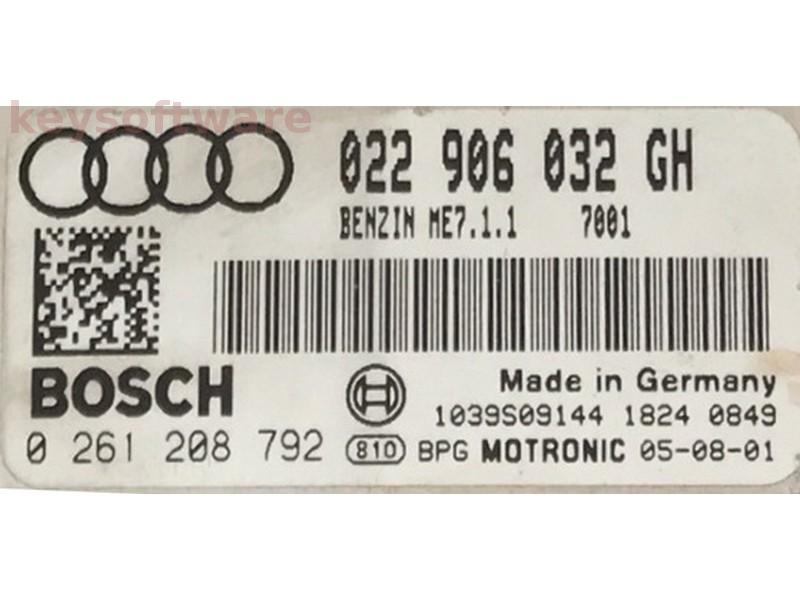 keysoftware
022 906 032 GH
BENZIN ME7.1.1 7001
BOSCH
Made in Germany
1039S09144 1824 0849
0 261 208 792 810 BPG MOTRONIC 05-08-01